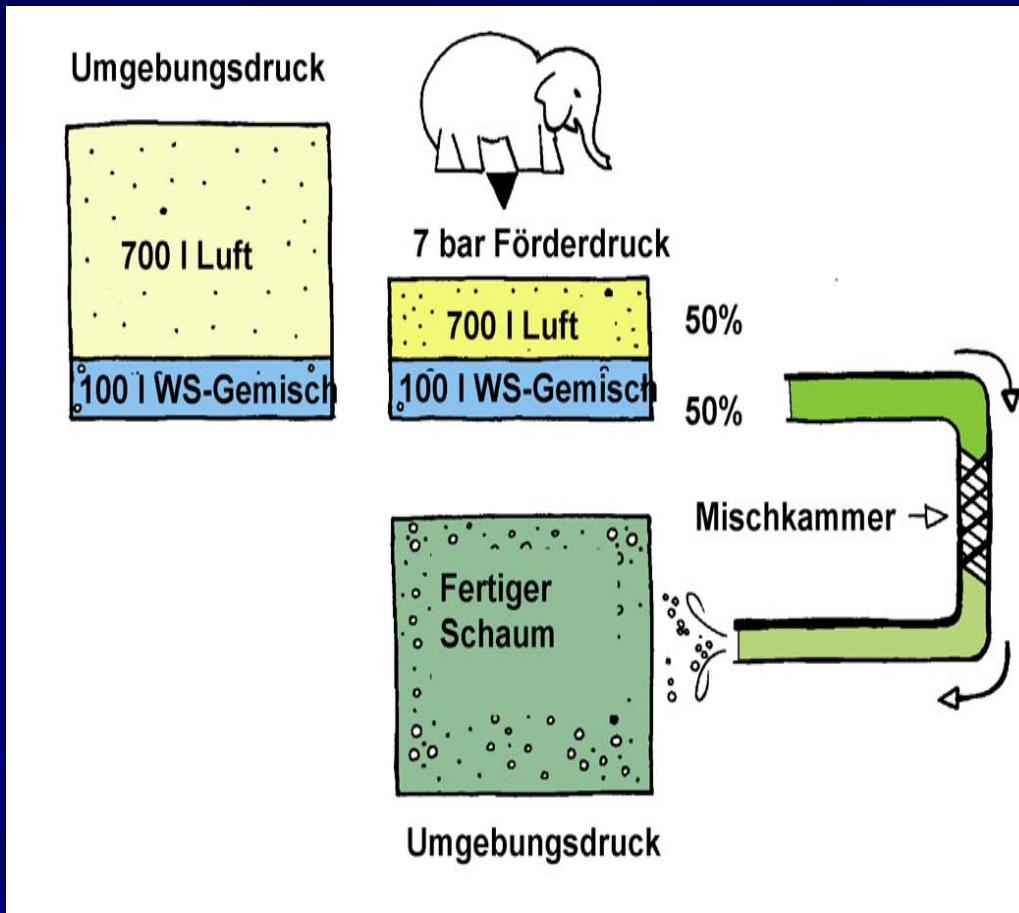 Umgebungsdruck
700 l Luft
100 l WS-Gemisch
7 bar Förderdruck
700 l Luft
50%
100 l WS-Gemisch
50%
Mischkammer
Fertiger
Schaum
Umgebungsdruck